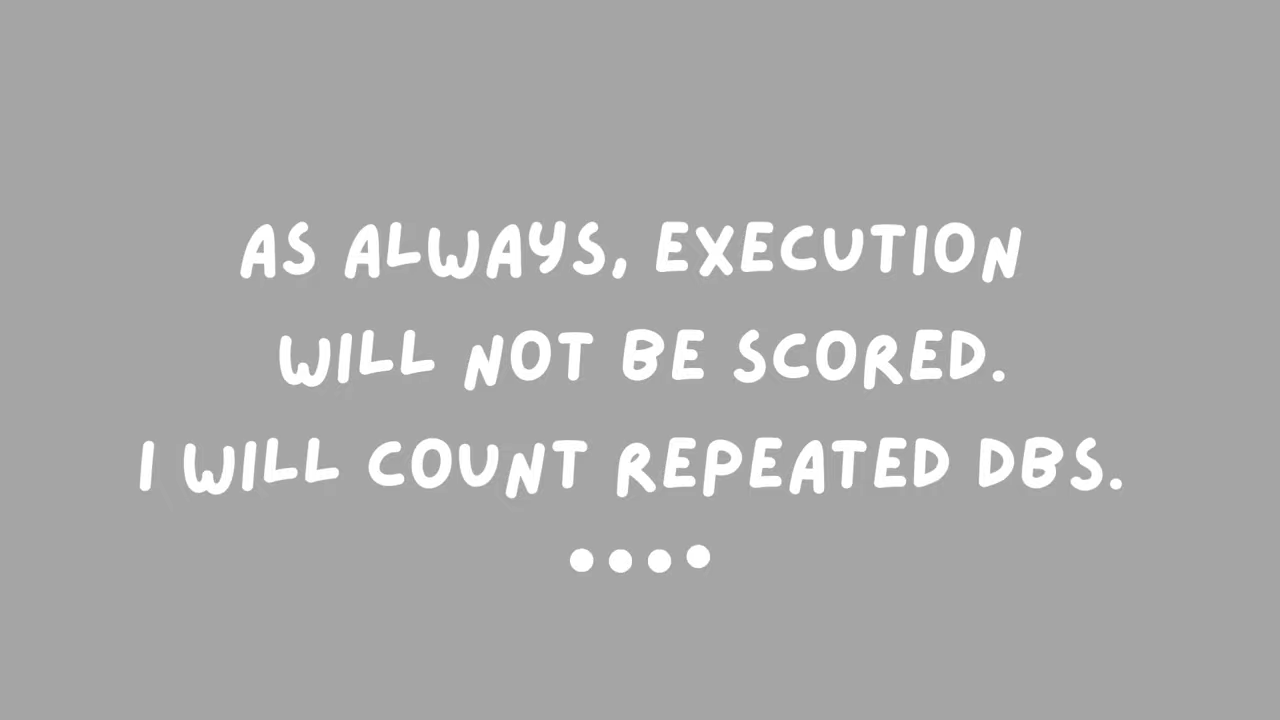 AS ALWAYS, EXECUTION
WILL NOT BE SCORED.
I WILL COUNT REPEATED DBS.